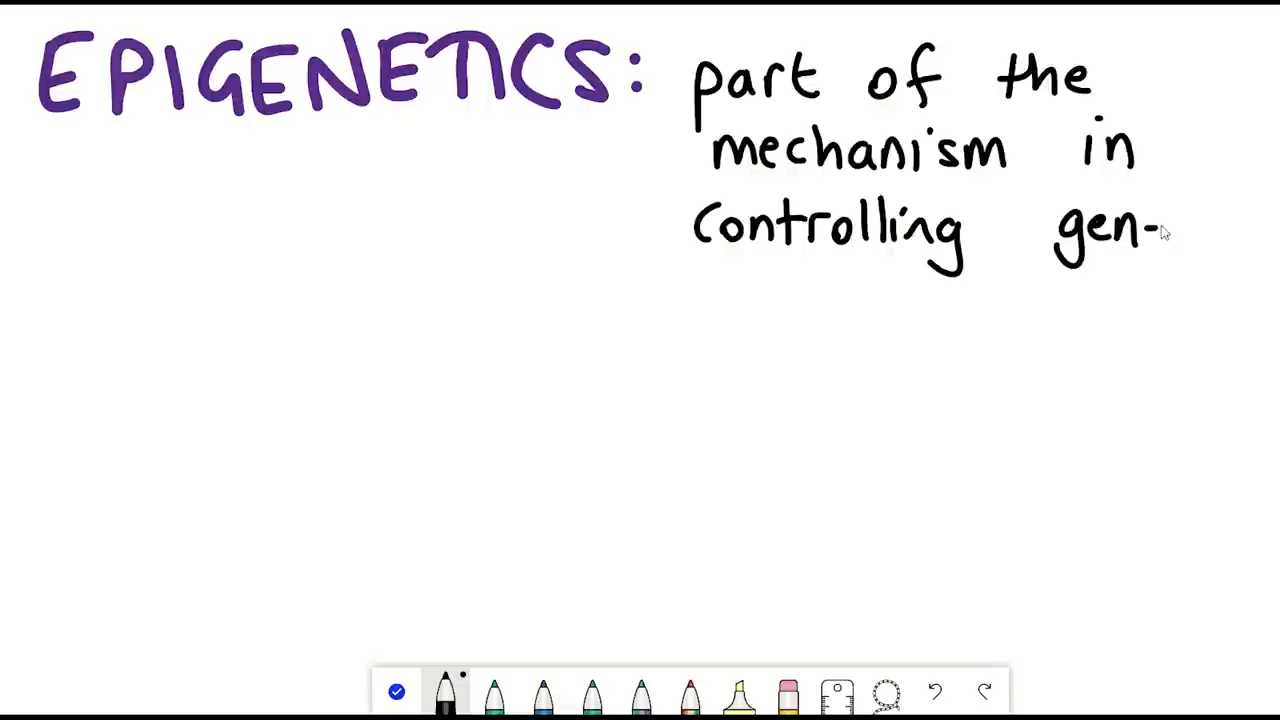 EPIGENETICS: part of the
mechanism in
controlling gen-